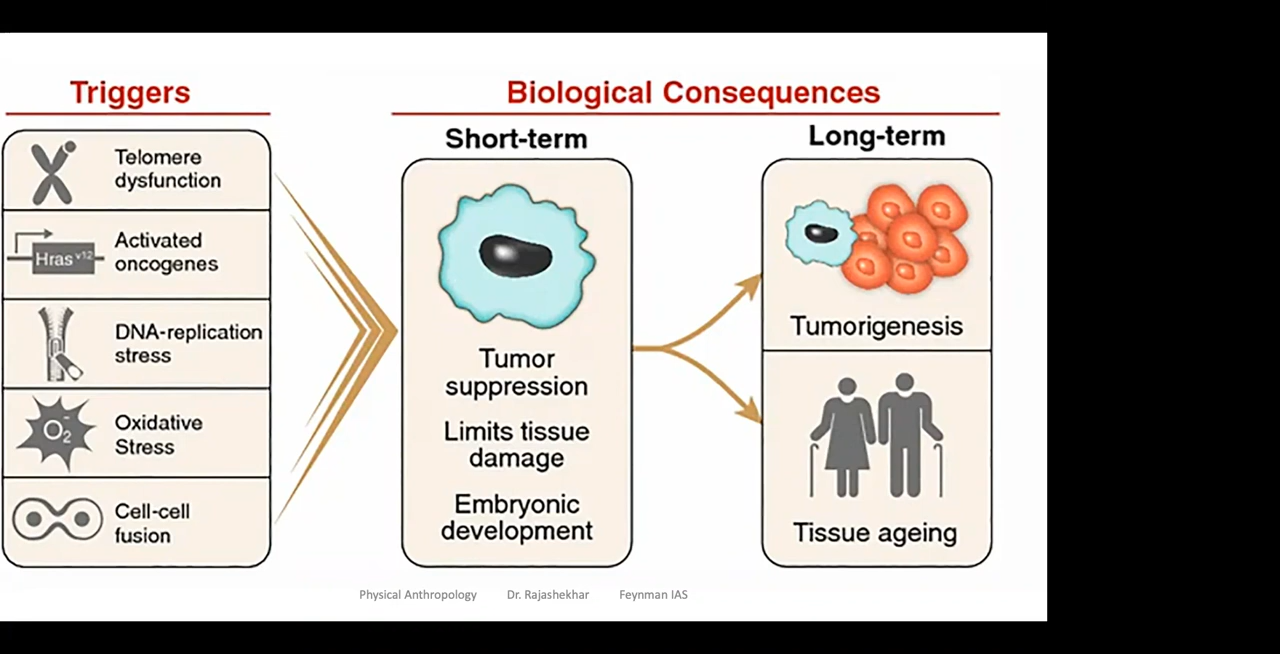 Triggers
Telomere
dysfunction
Hras v12
Activated
oncogenes
DNA-replication
stress
O2-
Oxidative
Stress
Cell-cell
fusion
Biological Consequences
Short-term
Tumor
suppression
Limits tissue
damage
Embryonic
development
Long-term
Tumorigenesis
Tissue ageing
Physical Anthropology Dr. Rajashekhar Feynman IAS